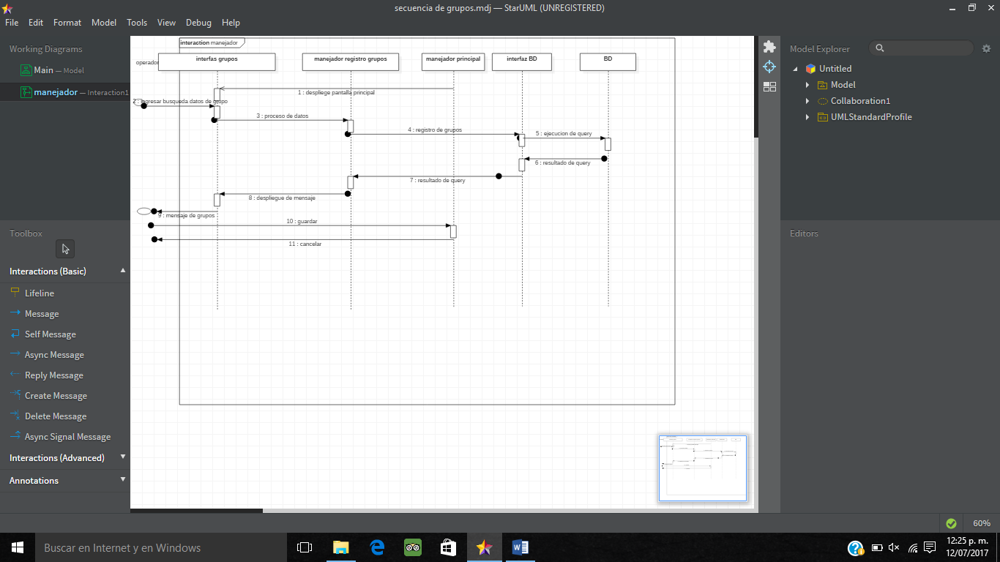 secuencia de grupos.mdj — StarUML (UNREGISTERED)
File Edit Format Model Tools View Debug Help
Working Diagrams
Main — Model
manejador — Interaction1
Toolbox
Interactions (Basic)
Lifeline
Message
Self Message
Async Message
Reply Message
Create Message
Delete Message
Async Signal Message
Interactions (Advanced)
Annotations
interaction manejador
operador
interfas grupos
manejador registro grupos
manejador principal
interfaz BD
BD
1 : despliege pantalla principal
2 : ingresar busqueda datos de grupo
3 : proceso de datos
4 : registro de grupos
5 : ejecucion de query
6 : resultado de query
7 : resultado de query
8 : despliegue de mensaje
9 : mensaje de grupos
10 : guardar
11 : cancelar
Model Explorer
Untitled
Model
Collaboration1
UMLStandardProfile
Editors
60%
Buscar en Internet y en Windows
12:25 p. m.
12/07/2017